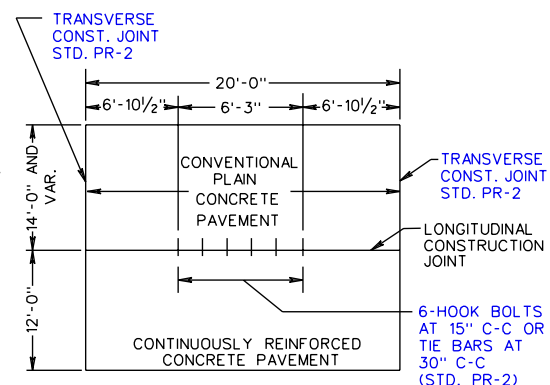 TRANSVERSE
CONST. JOINT
STD. PR-2
20'-0"
6'-10½"
6'-3"
6'-10½"
14'-0" AND
VAR.
CONVENTIONAL
PLAIN
CONCRETE
PAVEMENT
TRANSVERSE
CONST. JOINT
STD. PR-2
LONGITUDINAL
CONSTRUCTION
JOINT
12'-0"
CONTINUOUSLY REINFORCED
CONCRETE PAVEMENT
6-HOOK BOLTS
AT 15" C-C OR
TIE BARS AT
30" C-C
(STD. PR-2)